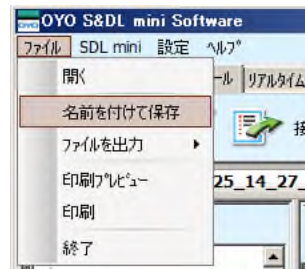 OYO S&DL mini Software
ファイル SDL mini 設定 ヘルプ
開く
ール リアルタイム
名前を付けて保存
接
ファイルを出力
印刷プレビュー
25_14_27_
印刷
終了